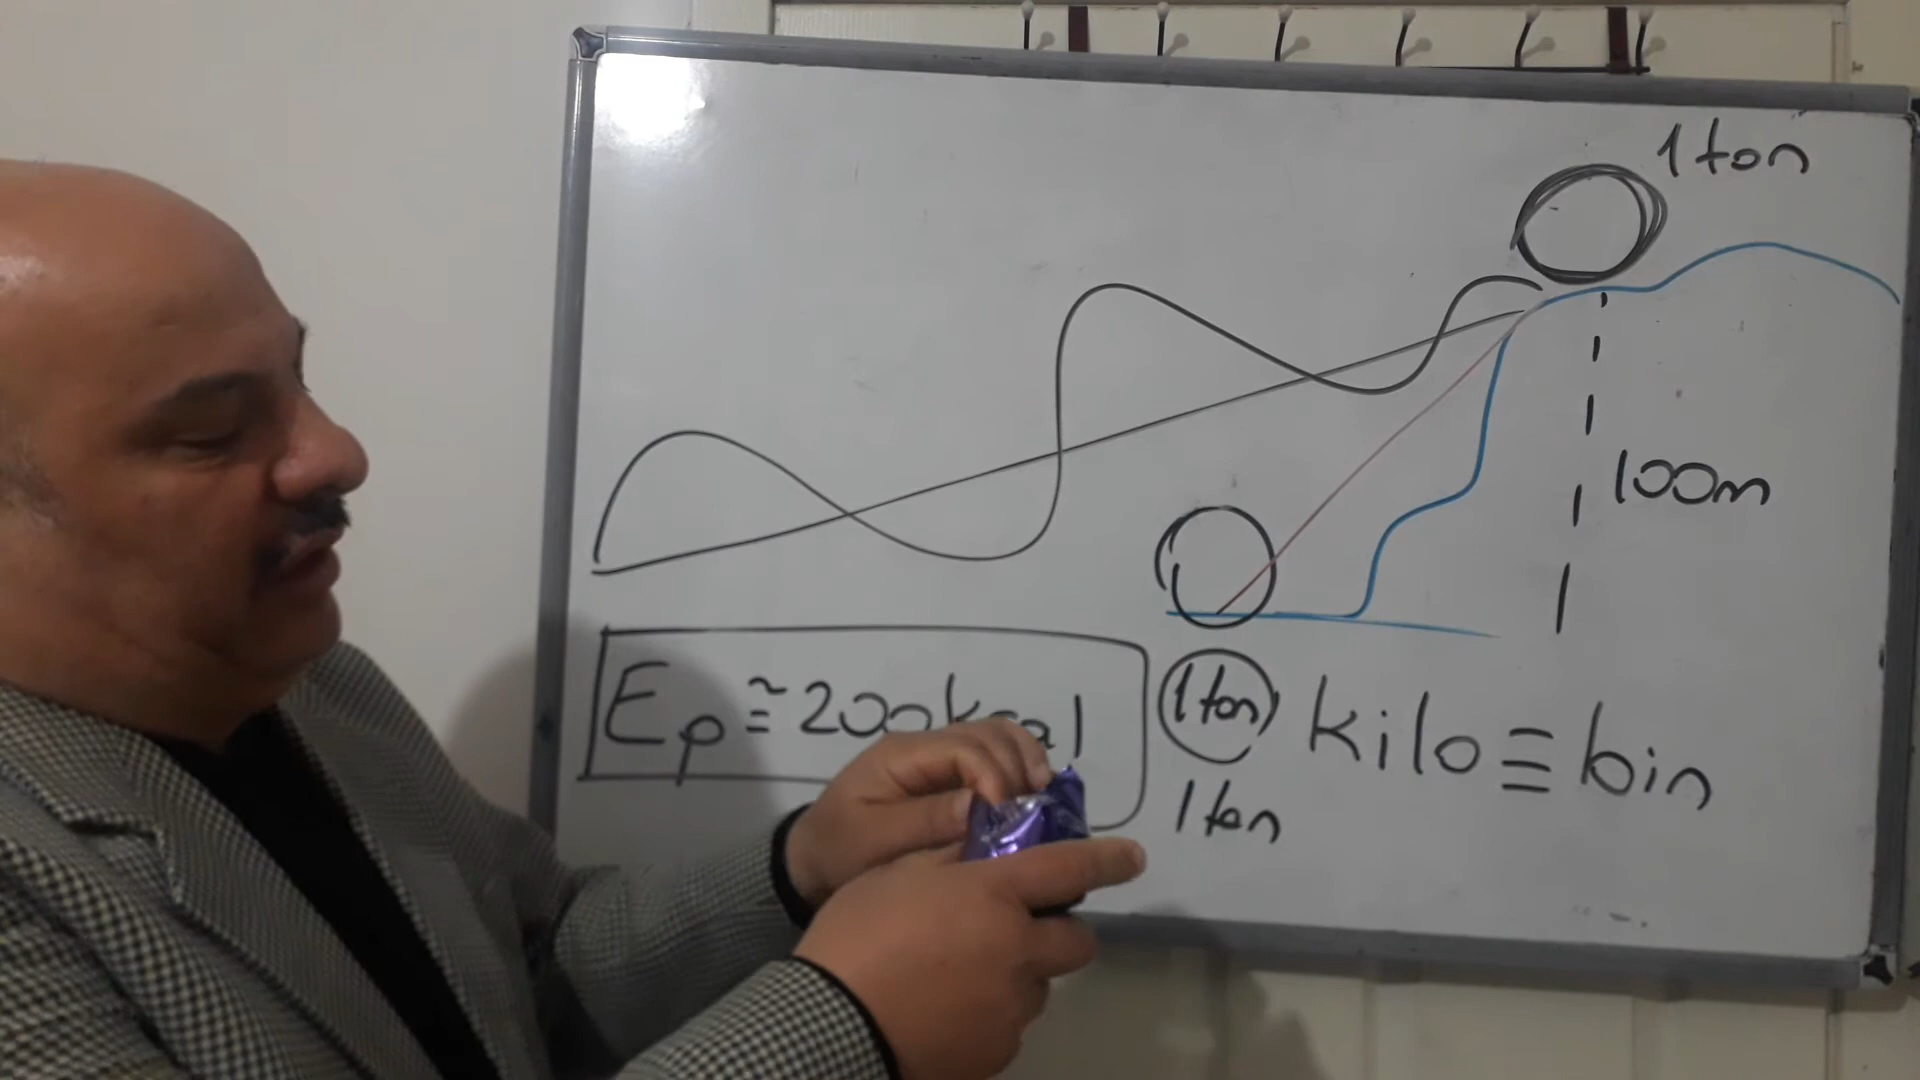 1 ton
100m
Ep ≅ 200kcal
1 ton
kilo ≡ bin
1 ton